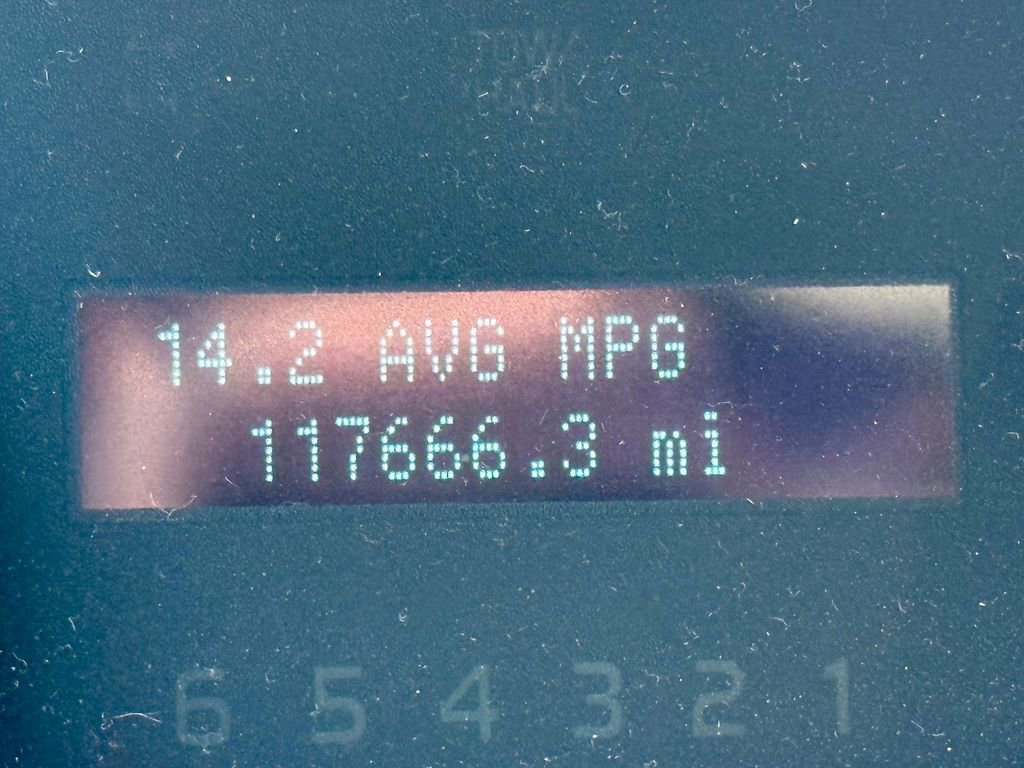 TOW/
HAUL
14.2 AVG MPG
117666.3 mi
6 5 4 3 2 1